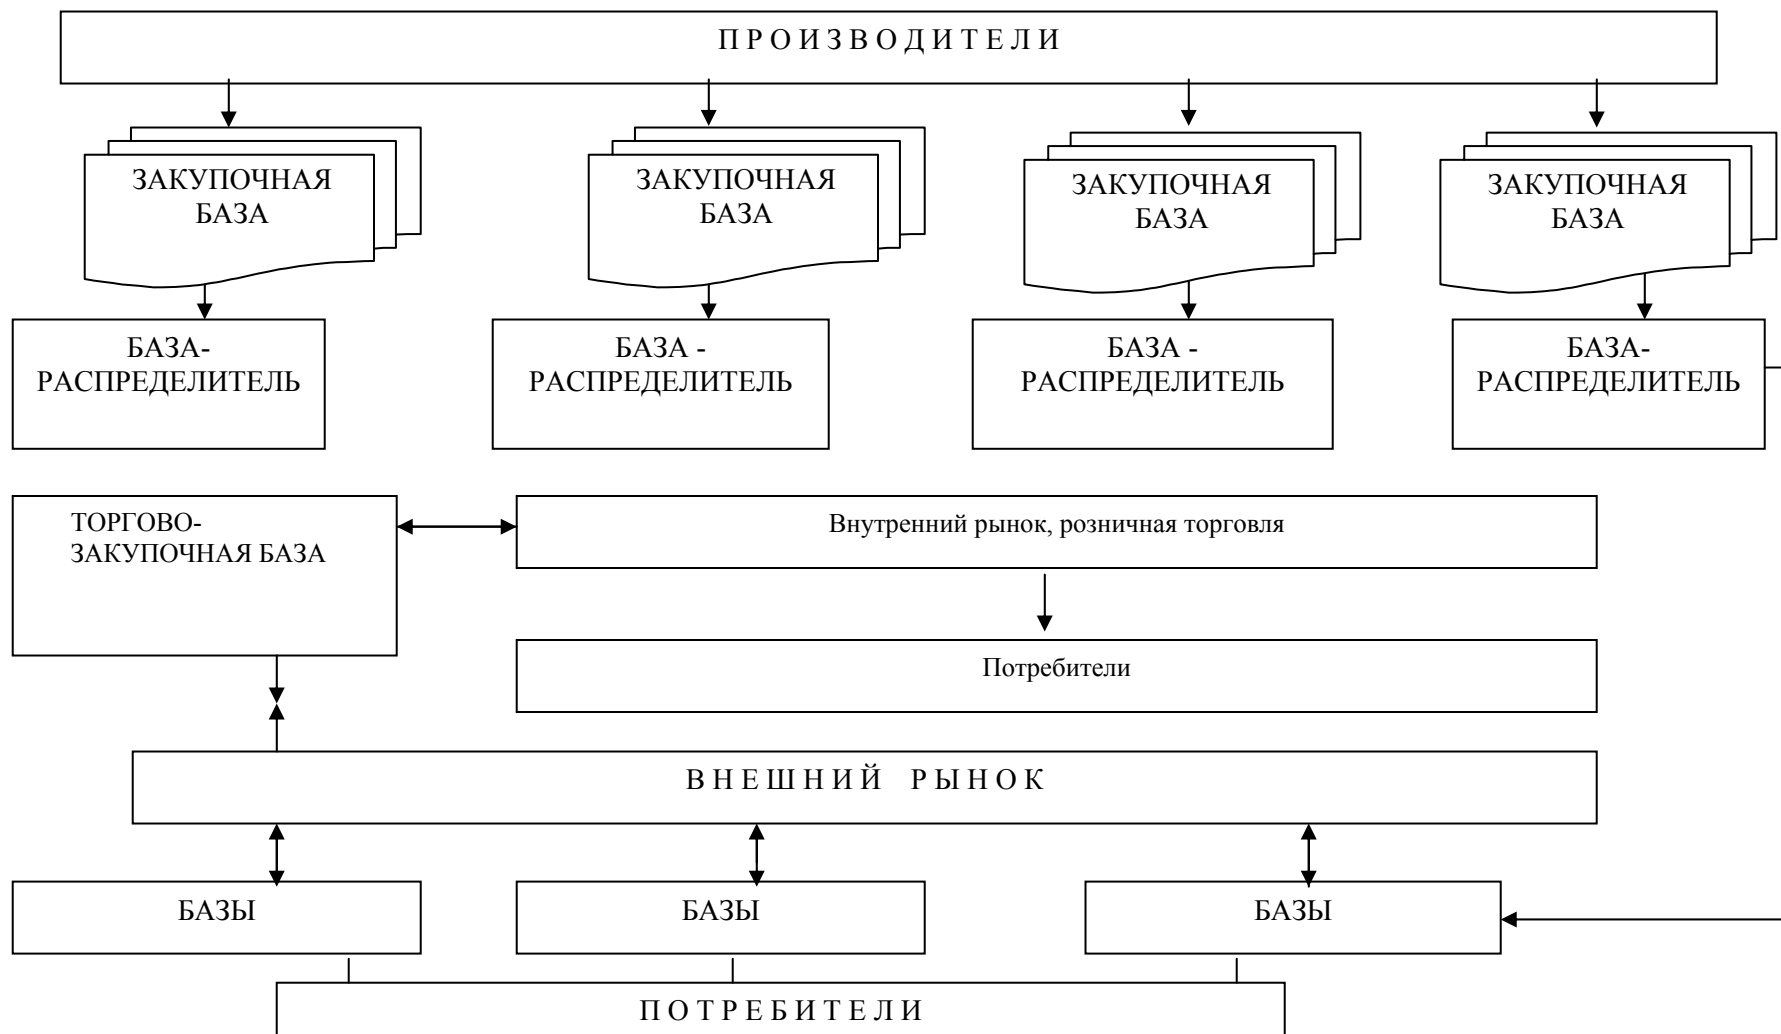 П Р О И З В О Д И Т Е Л И
ЗАКУПОЧНАЯ
БАЗА
ЗАКУПОЧНАЯ
БАЗА
ЗАКУПОЧНАЯ
БАЗА
ЗАКУПОЧНАЯ
БАЗА
БАЗА-
РАСПРЕДЕЛИТЕЛЬ
БАЗА -
РАСПРЕДЕЛИТЕЛЬ
БАЗА -
РАСПРЕДЕЛИТЕЛЬ
БАЗА-
РАСПРЕДЕЛИТЕЛЬ
ТОРГОВО-
ЗАКУПОЧНАЯ БАЗА
Внутренний рынок, розничная торговля
Потребители
В Н Е Ш Н И Й Р Ы Н О К
БАЗЫ
БАЗЫ
БАЗЫ
П О Т Р Е Б И Т Е Л И